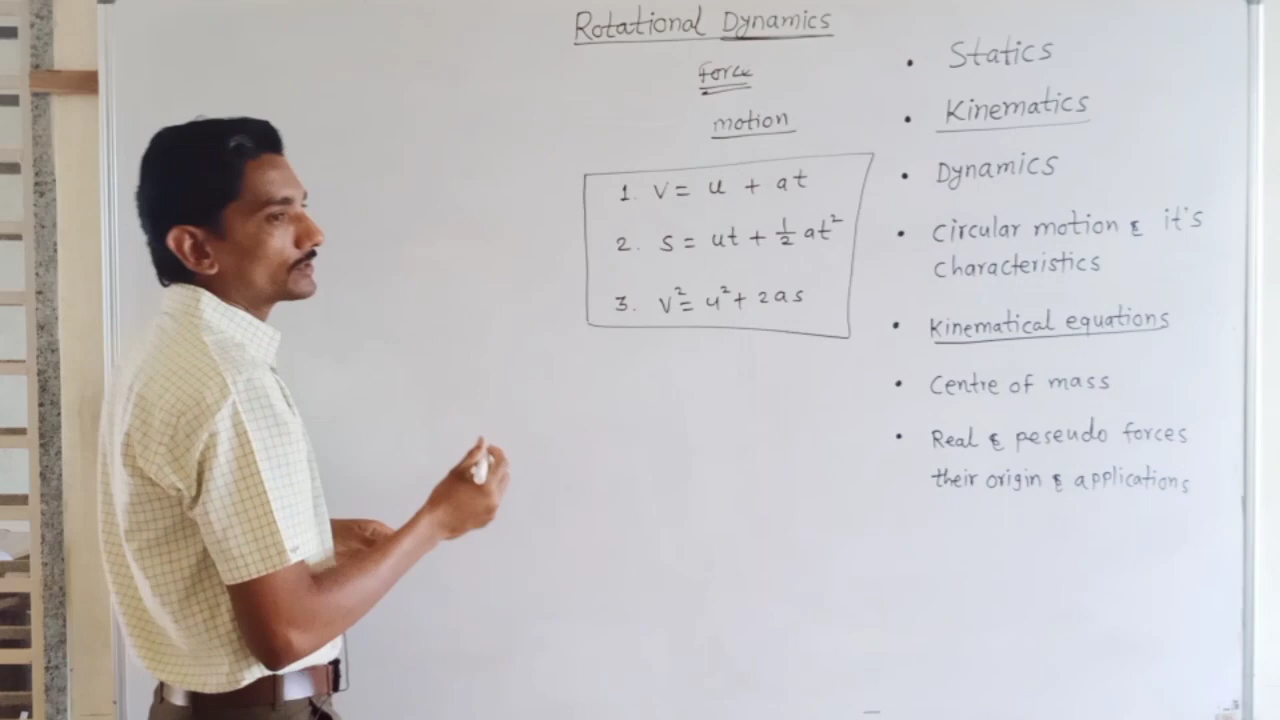 Rotational Dynamics
Force
motion
1. v = u + at
2. s = ut + ½ at²
3. v² = u² + 2as
• Statics
• Kinematics
• Dynamics
• Circular motion & it's
characteristics
• Kinematical equations
• Centre of mass
• Real & peseudo forces
their origin & applications